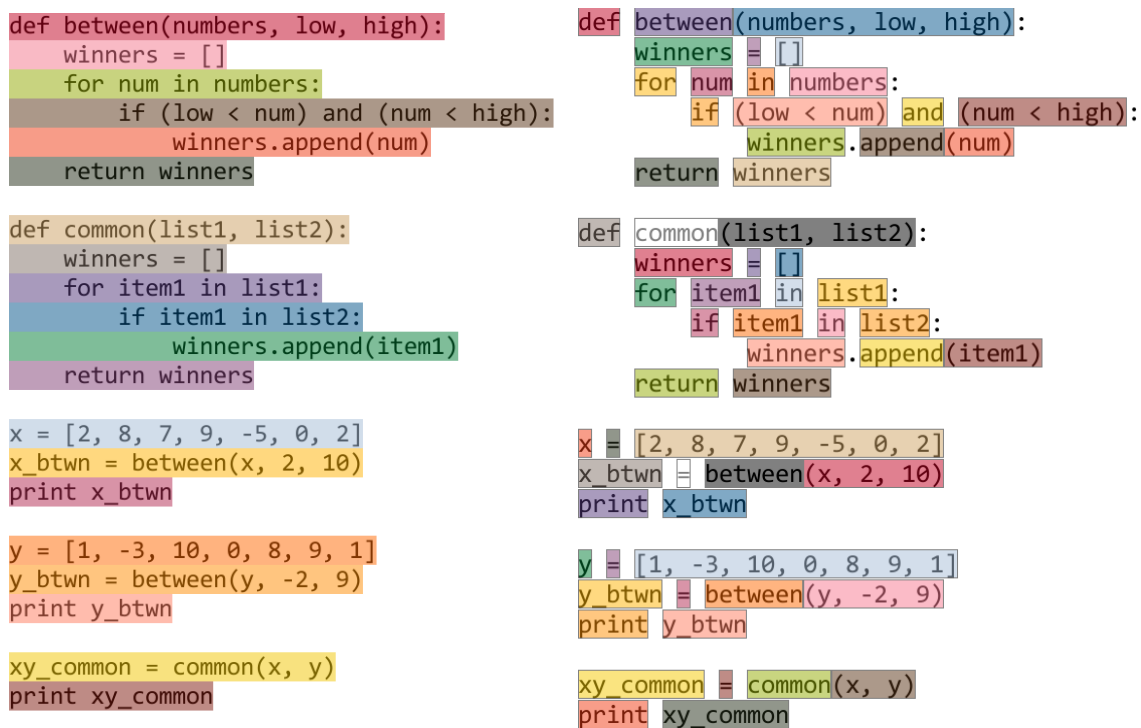 def between(numbers, low, high):
    winners = []
    for num in numbers:
        if (low < num) and (num < high):
            winners.append(num)
    return winners

def common(list1, list2):
    winners = []
    for item1 in list1:
        if item1 in list2:
            winners.append(item1)
    return winners

x = [2, 8, 7, 9, -5, 0, 2]
x_btwn = between(x, 2, 10)
print x_btwn

y = [1, -3, 10, 0, 8, 9, 1]
y_btwn = between(y, -2, 9)
print y_btwn

xy_common = common(x, y)
print xy_common

def between(numbers, low, high):
    winners = []
    for num in numbers:
        if (low < num) and (num < high):
            winners.append(num)
    return winners

def common(list1, list2):
    winners = []
    for item1 in list1:
        if item1 in list2:
            winners.append(item1)
    return winners

x = [2, 8, 7, 9, -5, 0, 2]
x_btwn = between(x, 2, 10)
print x_btwn

y = [1, -3, 10, 0, 8, 9, 1]
y_btwn = between(y, -2, 9)
print y_btwn

xy_common = common(x, y)
print xy_common